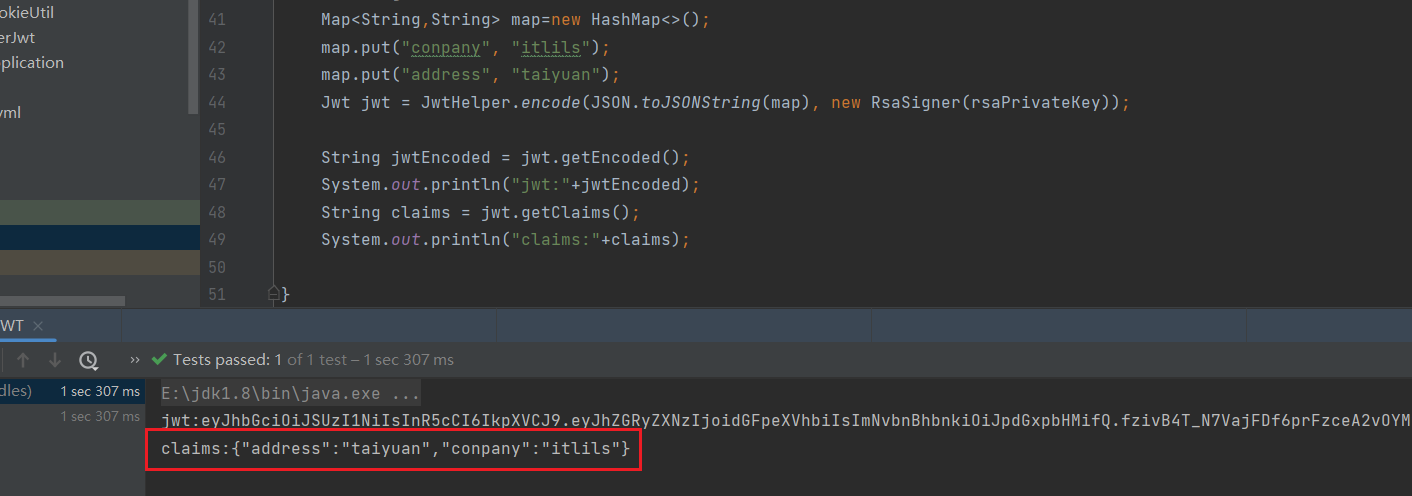 okieUtil
erJwt
plication
yml
41 Map<String,String> map=new HashMap<>();
42 map.put("conpany", "itlils");
43 map.put("address", "taiyuan");
44 Jwt jwt = JwtHelper.encode(JSON.toJSONString(map), new RsaSigner(rsaPrivateKey));
45
46 String jwtEncoded = jwt.getEncoded();
47 System.out.println("jwt:"+jwtEncoded);
48 String claims = jwt.getClaims();
49 System.out.println("claims:"+claims);
50
51 }
WT ×
» Tests passed: 1 of 1 test – 1 sec 307 ms
dles) 1 sec 307 ms
1 sec 307 ms
E:\jdk1.8\bin\java.exe ...
jwt:eyJhbGciOiJSUzI1NiIsInR5cCI6IkpXVCJ9.eyJhZGRyZXNzIjoidGFpeXVhbiIsImNvbnBhbnkiOiJpdGxpbHMifQ.fzivB4T_N7VajFDf6prFzceA2vOYM
claims:{"address":"taiyuan","conpany":"itlils"}